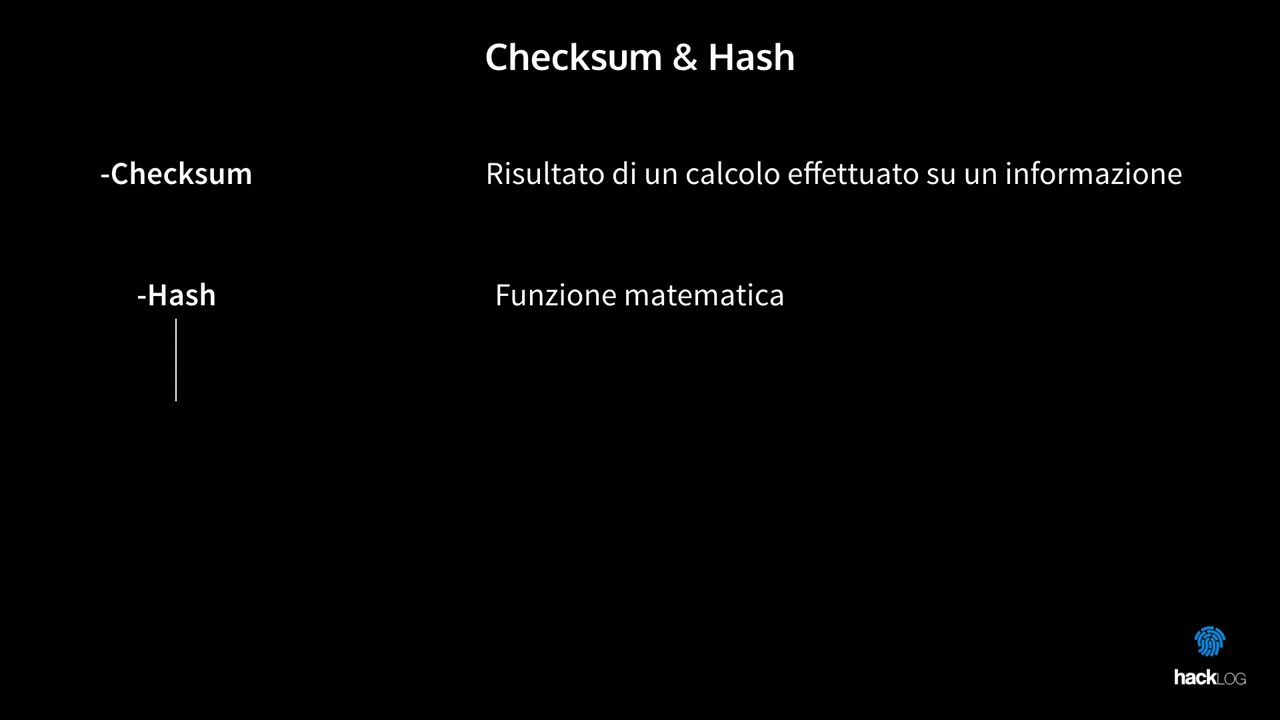 Checksum & Hash
-Checksum
Risultato di un calcolo effettuato su un informazione
-Hash
Funzione matematica
hackLOG